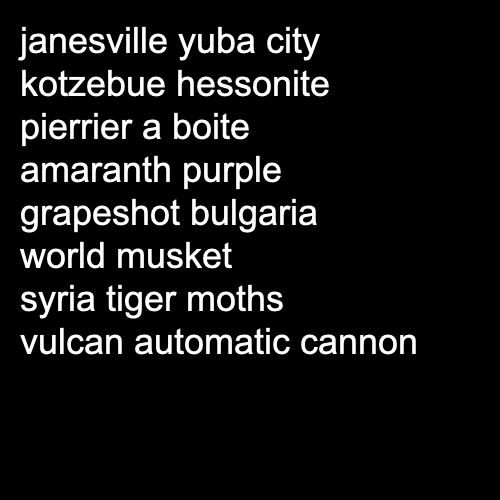 janesville yuba city
kotzebue hessonite
pierrier a boite
amaranth purple
grapeshot bulgaria
world musket
syria tiger moths
vulcan automatic cannon